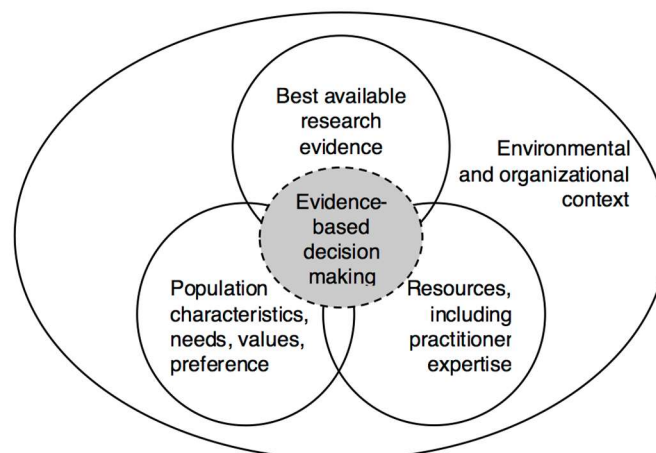 Best available
research
evidence
Environmental
and organizational
context
Evidence-
based
decision
making
Population
characteristics,
needs, values,
preference
Resources,
including
practitioner
expertise